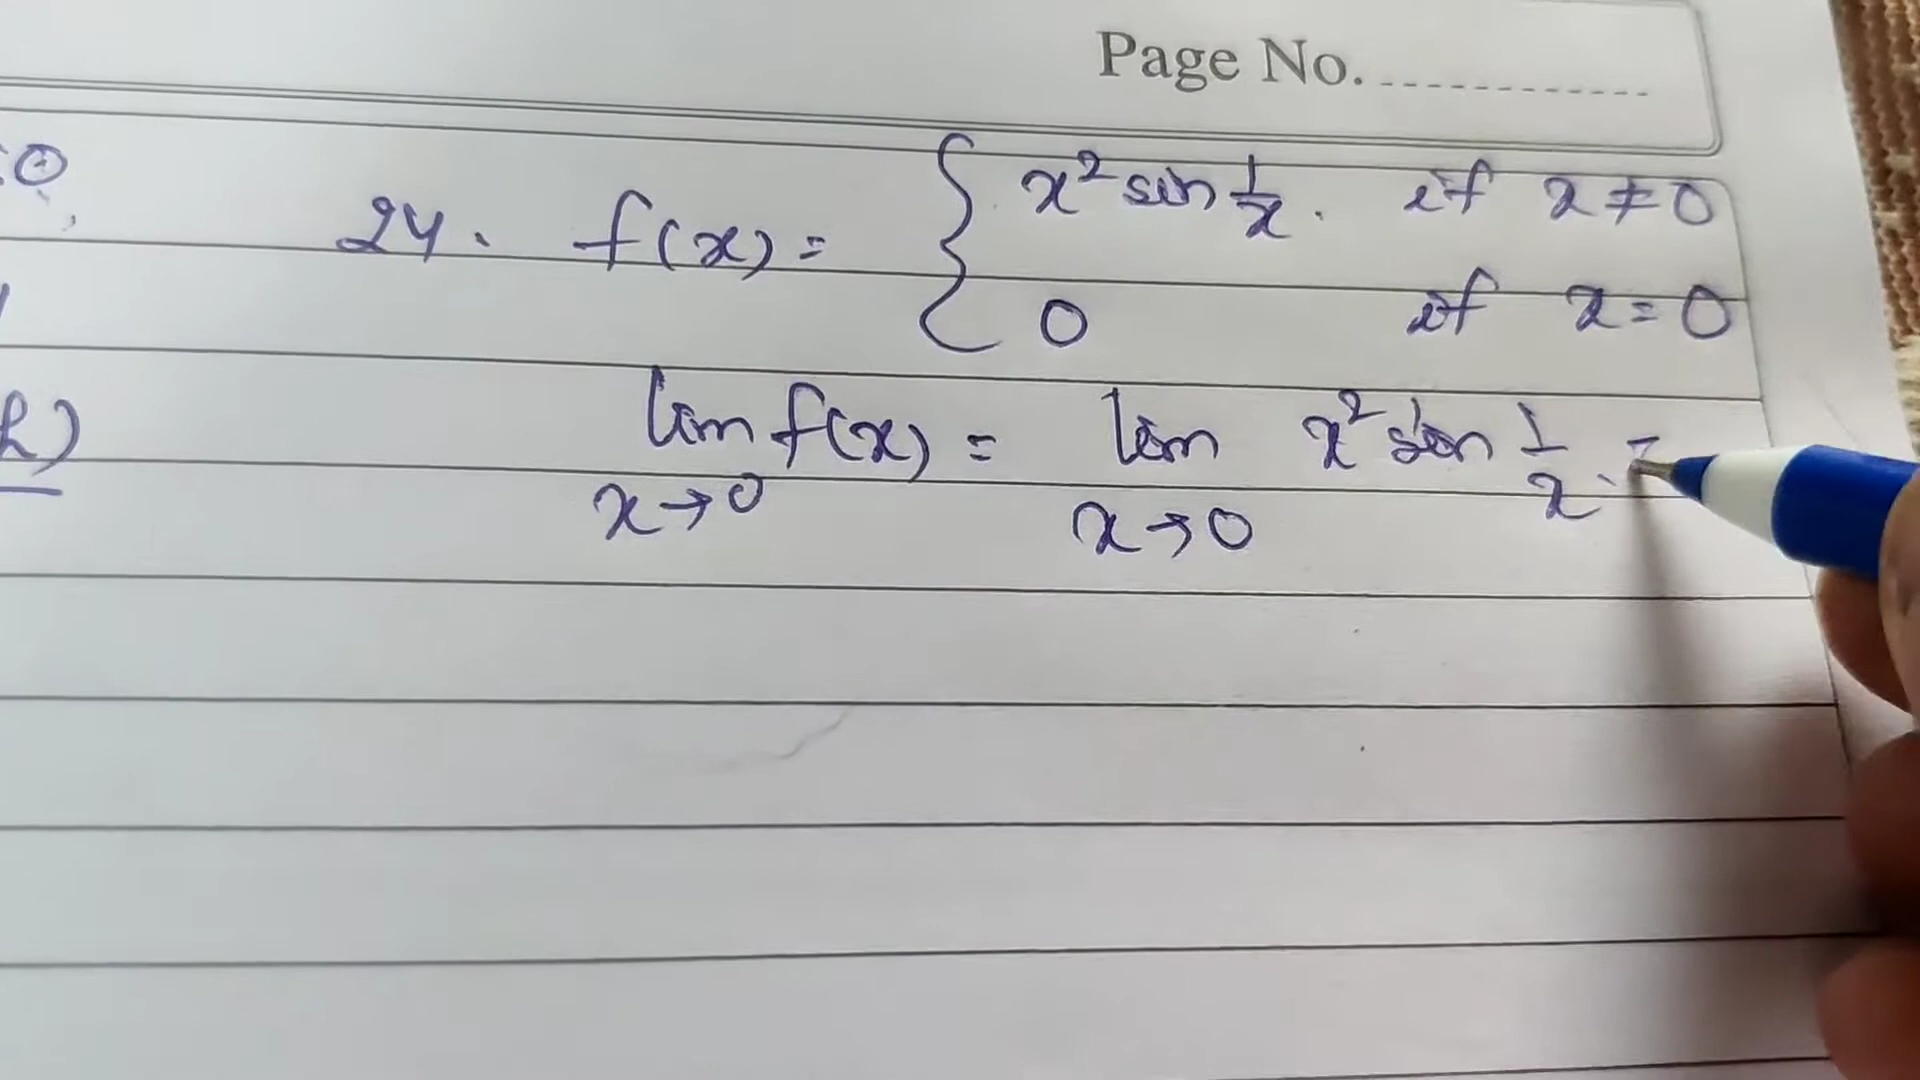 Page No. ............
24. f(x) = { x² sin 1/x. if x ≠ 0
0 if x = 0
lim f(x) = lim x² sin 1/x. =
x→0 x→0